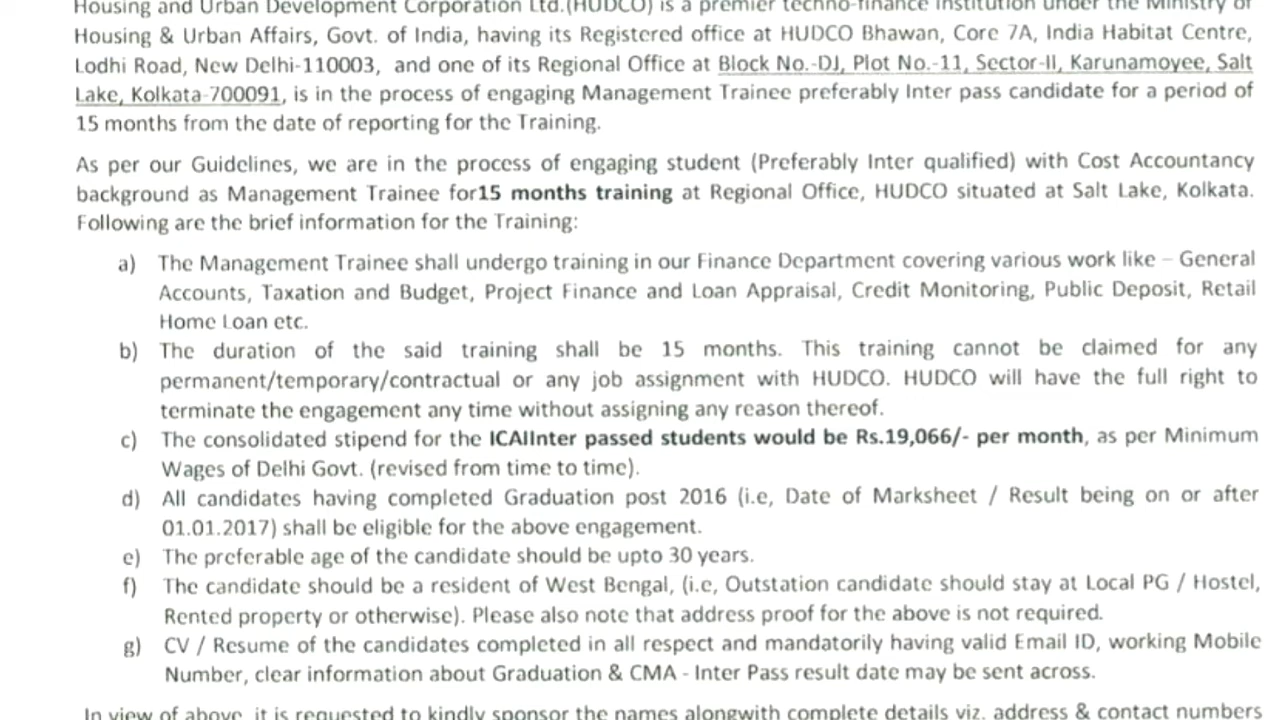 Housing and Urban Development Corporation Ltd.(HUDCO) is a premier techno-finance institution under the Ministry of
Housing & Urban Affairs, Govt. of India, having its Registered office at HUDCO Bhawan, Core 7A, India Habitat Centre,
Lodhi Road, New Delhi-110003, and one of its Regional Office at Block No.-DJ, Plot No.-11, Sector-II, Karunamoyee, Salt
Lake, Kolkata-700091, is in the process of engaging Management Trainee preferably Inter pass candidate for a period of
15 months from the date of reporting for the Training.
As per our Guidelines, we are in the process of engaging student (Preferably Inter qualified) with Cost Accountancy
background as Management Trainee for15 months training at Regional Office, HUDCO situated at Salt Lake, Kolkata.
Following are the brief information for the Training:
a) The Management Trainee shall undergo training in our Finance Department covering various work like – General
Accounts, Taxation and Budget, Project Finance and Loan Appraisal, Credit Monitoring, Public Deposit, Retail
Home Loan etc.
b) The duration of the said training shall be 15 months. This training cannot be claimed for any
permanent/temporary/contractual or any job assignment with HUDCO. HUDCO will have the full right to
terminate the engagement any time without assigning any reason thereof.
c) The consolidated stipend for the ICAIInter passed students would be Rs.19,066/- per month, as per Minimum
Wages of Delhi Govt. (revised from time to time).
d) All candidates having completed Graduation post 2016 (i.e, Date of Marksheet / Result being on or after
01.01.2017) shall be eligible for the above engagement.
e) The preferable age of the candidate should be upto 30 years.
f) The candidate should be a resident of West Bengal, (i.e, Outstation candidate should stay at Local PG / Hostel,
Rented property or otherwise). Please also note that address proof for the above is not required.
g) CV / Resume of the candidates completed in all respect and mandatorily having valid Email ID, working Mobile
Number, clear information about Graduation & CMA - Inter Pass result date may be sent across.
In view of above, it is requested to kindly sponsor the names alongwith complete details viz. address & contact numbers